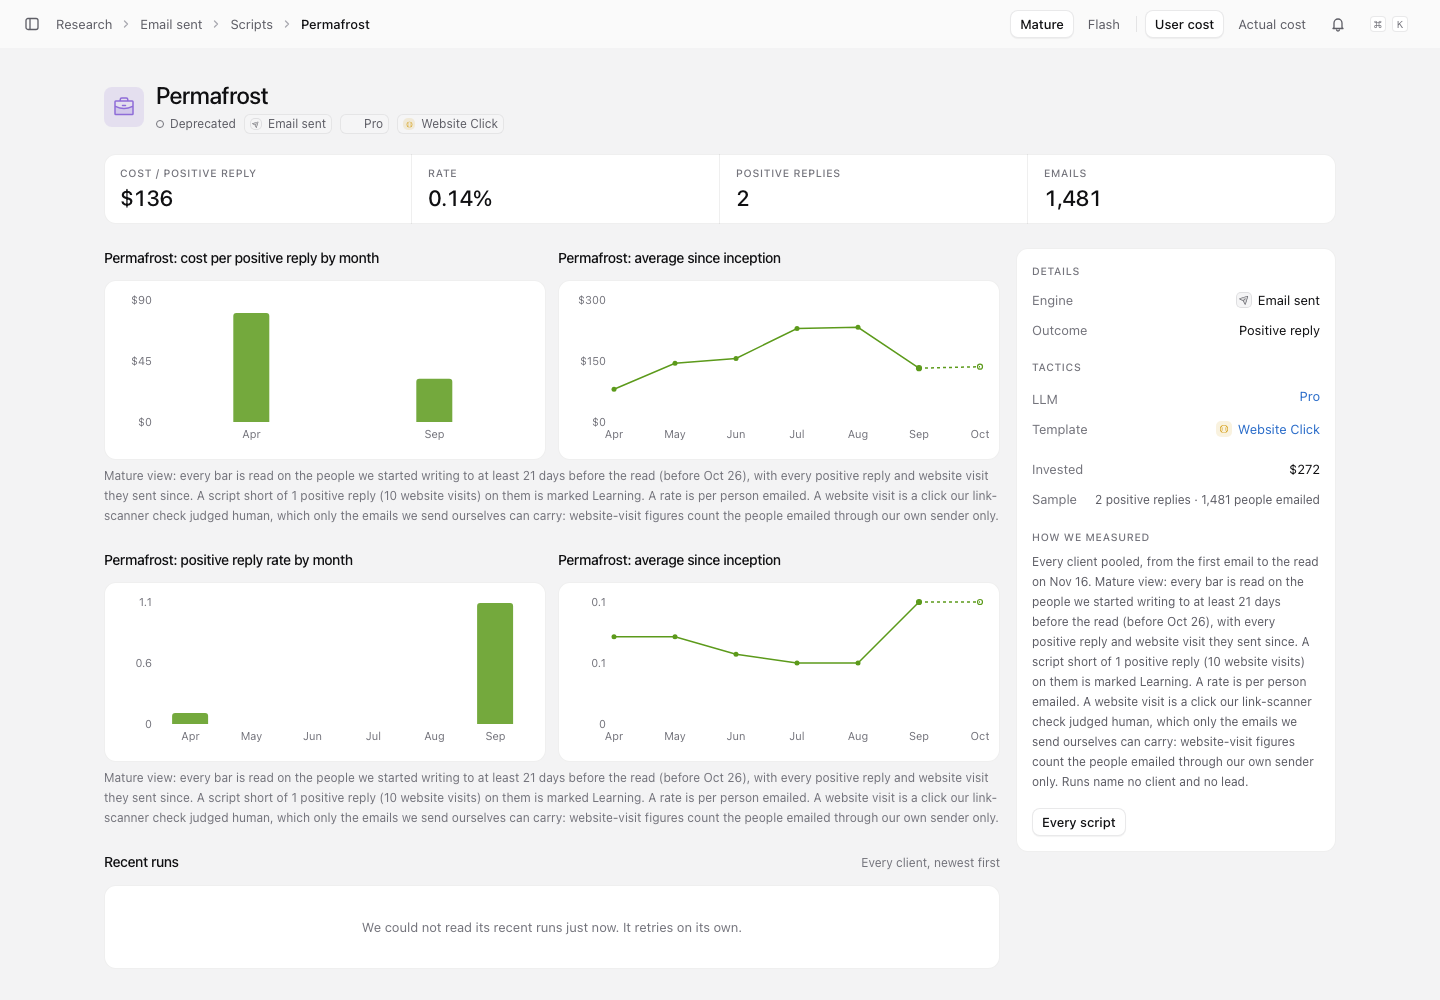 Research
Email sent
Scripts
Permafrost
Mature
Flash
User cost
Actual cost
⌘ K
Permafrost
Deprecated
Email sent
Pro
Website Click
COST / POSITIVE REPLY
$136
RATE
0.14%
POSITIVE REPLIES
2
EMAILS
1,481
Permafrost: cost per positive reply by month
$90
$45
$0
Apr
Sep
Permafrost: average since inception
$300
$150
$0
Apr May Jun Jul Aug Sep Oct
Mature view: every bar is read on the people we started writing to at least 21 days before the read (before Oct 26), with every positive reply and website visit
they sent since. A script short of 1 positive reply (10 website visits) on them is marked Learning. A rate is per person emailed. A website visit is a click our link-
scanner check judged human, which only the emails we send ourselves can carry: website-visit figures count the people emailed through our own sender only.
Permafrost: positive reply rate by month
1.1
0.6
0
Apr May Jun Jul Aug Sep
Permafrost: average since inception
0.1
0.1
0
Apr May Jun Jul Aug Sep Oct
Mature view: every bar is read on the people we started writing to at least 21 days before the read (before Oct 26), with every positive reply and website visit
they sent since. A script short of 1 positive reply (10 website visits) on them is marked Learning. A rate is per person emailed. A website visit is a click our link-
scanner check judged human, which only the emails we send ourselves can carry: website-visit figures count the people emailed through our own sender only.
Recent runs
Every client, newest first
We could not read its recent runs just now. It retries on its own.
DETAILS
Engine
Email sent
Outcome
Positive reply
TACTICS
LLM
Pro
Template
Website Click
Invested
$272
Sample
2 positive replies · 1,481 people emailed
HOW WE MEASURED
Every client pooled, from the first email to the read
on Nov 16. Mature view: every bar is read on the
people we started writing to at least 21 days
before the read (before Oct 26), with every
positive reply and website visit they sent since. A
script short of 1 positive reply (10 website visits)
on them is marked Learning. A rate is per person
emailed. A website visit is a click our link-scanner
check judged human, which only the emails we
send ourselves can carry: website-visit figures
count the people emailed through our own sender
only. Runs name no client and no lead.
Every script